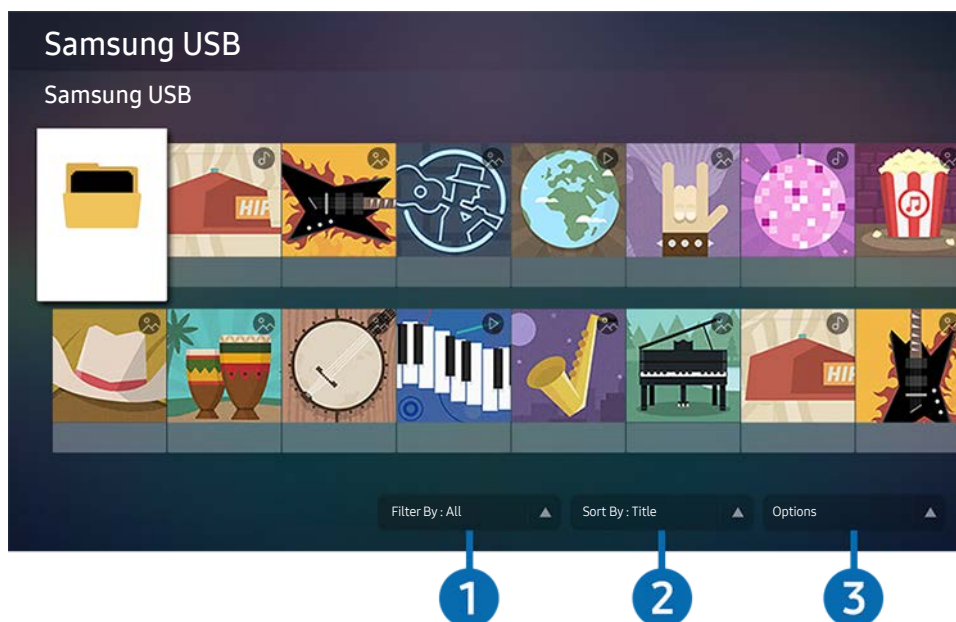 Samsung USB
Samsung USB
HIP
HIP
Filter By : All
Sort By : Title
Options
1
2
3